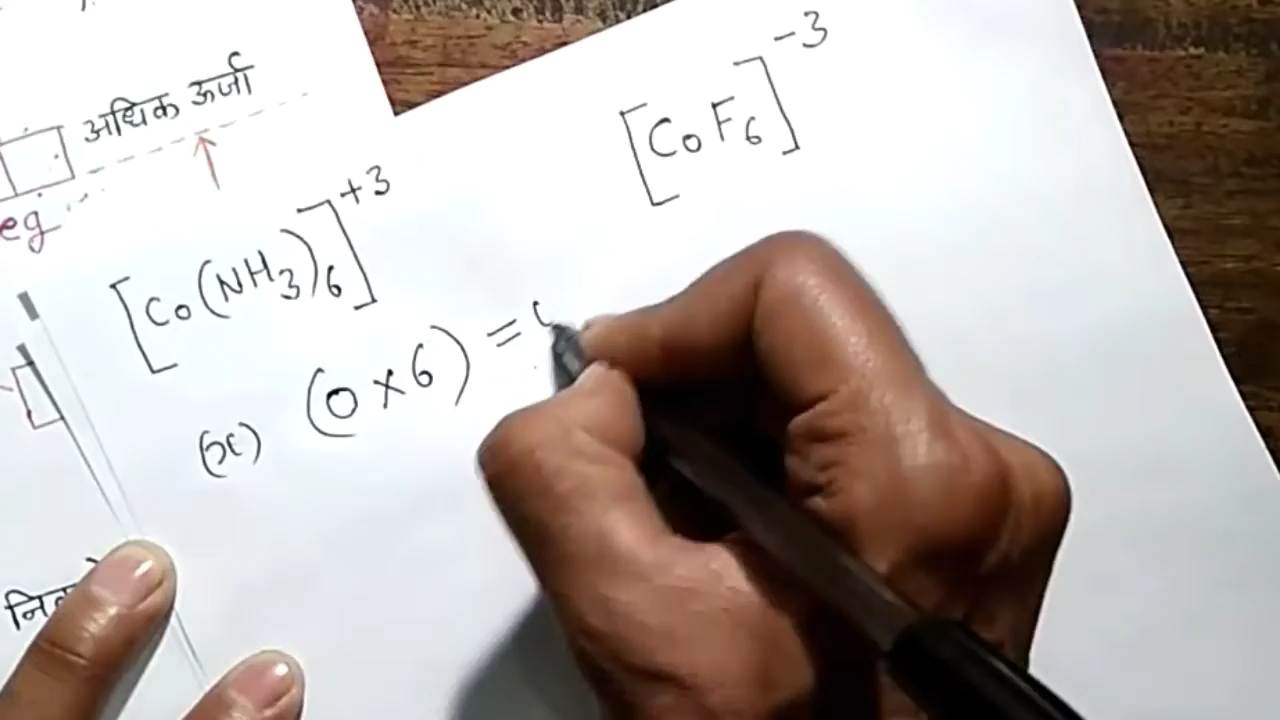 अधिक ऊर्जा
eg
[Co(NH3)6]+3
[CoF6]-3
(x) (0×6) =